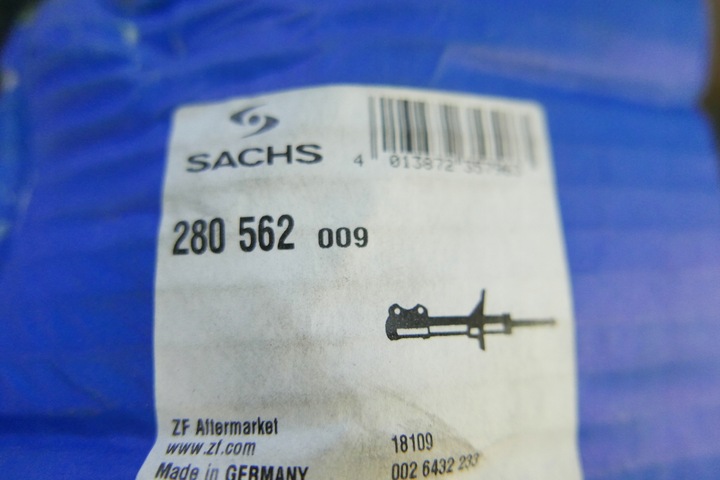 SACHS
4 013872 357963
280 562 009
ZF Aftermarket
www.zf.com
Made in GERMANY
18109
002 6432 233